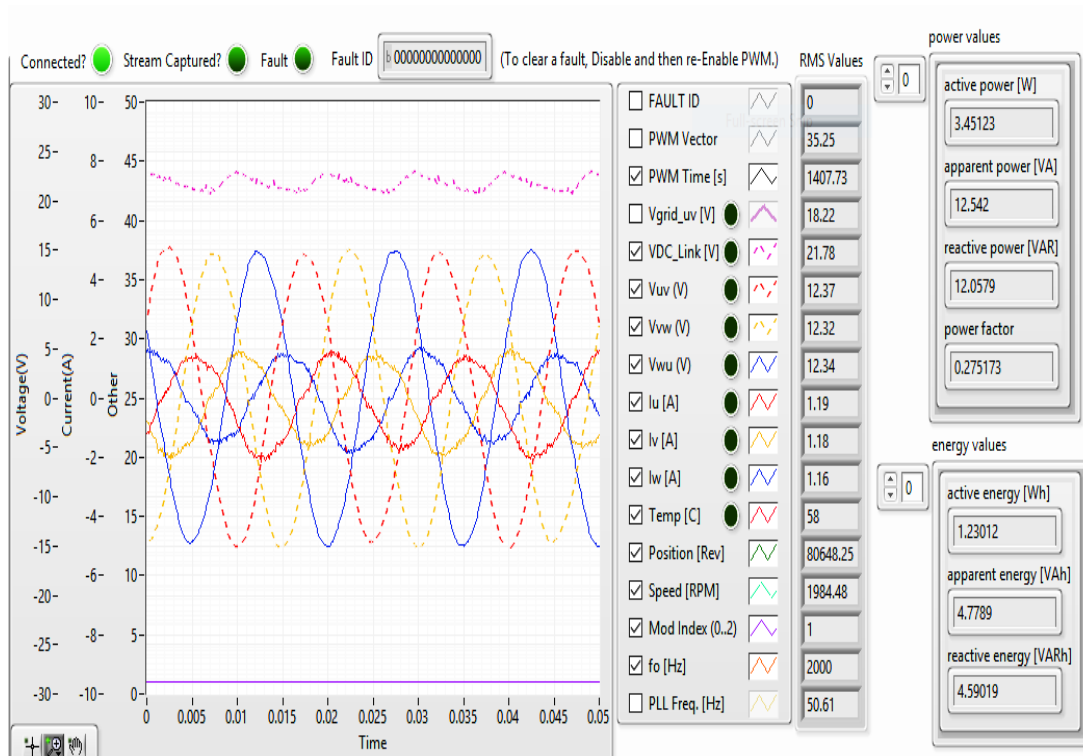 power values
Connected? Stream Captured? Fault Fault ID b 00000000000000 (To clear a fault, Disable and then re-Enable PWM.) RMS Values
0
active power [W]
3.45123
apparent power [VA]
12.542
reactive power [VAR]
12.0579
power factor
0.275173
energy values
0
active energy [Wh]
1.23012
apparent energy [VAh]
4.7789
reactive energy [VARh]
4.59019
FAULT ID 0
PWM Vector 35.25
PWM Time [s] 1407.73
Vgrid_uv [V] 18.22
VDC_Link [V] 21.78
Vuv (V) 12.37
Vvw (V) 12.32
Vwu (V) 12.34
Iu [A] 1.19
Iv [A] 1.18
Iw [A] 1.16
Temp [C] 58
Position [Rev] 80648.25
Speed [RPM] 1984.48
Mod Index (0..2) 1
fo [Hz] 2000
PLL Freq. [Hz] 50.61
Voltage(V)
30-
25-
20-
15-
10-
5-
0-
-5-
-10-
-15-
-20-
-25-
-30-
Current(A)
10-
8-
6-
4-
2-
0-
-2-
-4-
-6-
-8-
-10-
Other
50-
45-
40-
35-
30-
25-
20-
15-
10-
5-
0-
0 0.005 0.01 0.015 0.02 0.025 0.03 0.035 0.04 0.045 0.05
Time